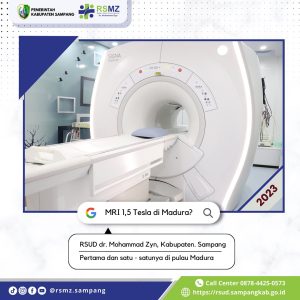 PEMERINTAH
KABUPATEN SAMPANG
RSMZ
MRI 1,5 Tesla di Madura?
2023
RSUD dr. Mohammad Zyn, Kabupaten. Sampang
Pertama dan satu - satunya di pulau Madura
@rsmz.sampang
Call Center 0878-4425-0573
https://rsud.sampangkab.go.id